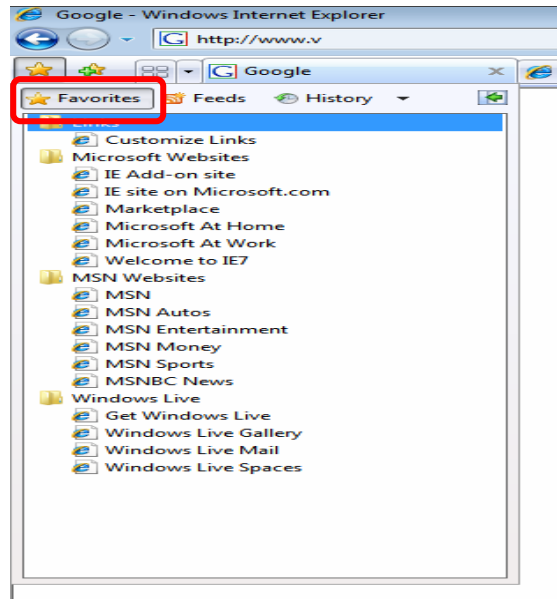 Google - Windows Internet Explorer
http://www.v
Google
Favorites Feeds History
Links
Customize Links
Microsoft Websites
IE Add-on site
IE site on Microsoft.com
Marketplace
Microsoft At Home
Microsoft At Work
Welcome to IE7
MSN Websites
MSN
MSN Autos
MSN Entertainment
MSN Money
MSN Sports
MSNBC News
Windows Live
Get Windows Live
Windows Live Gallery
Windows Live Mail
Windows Live Spaces